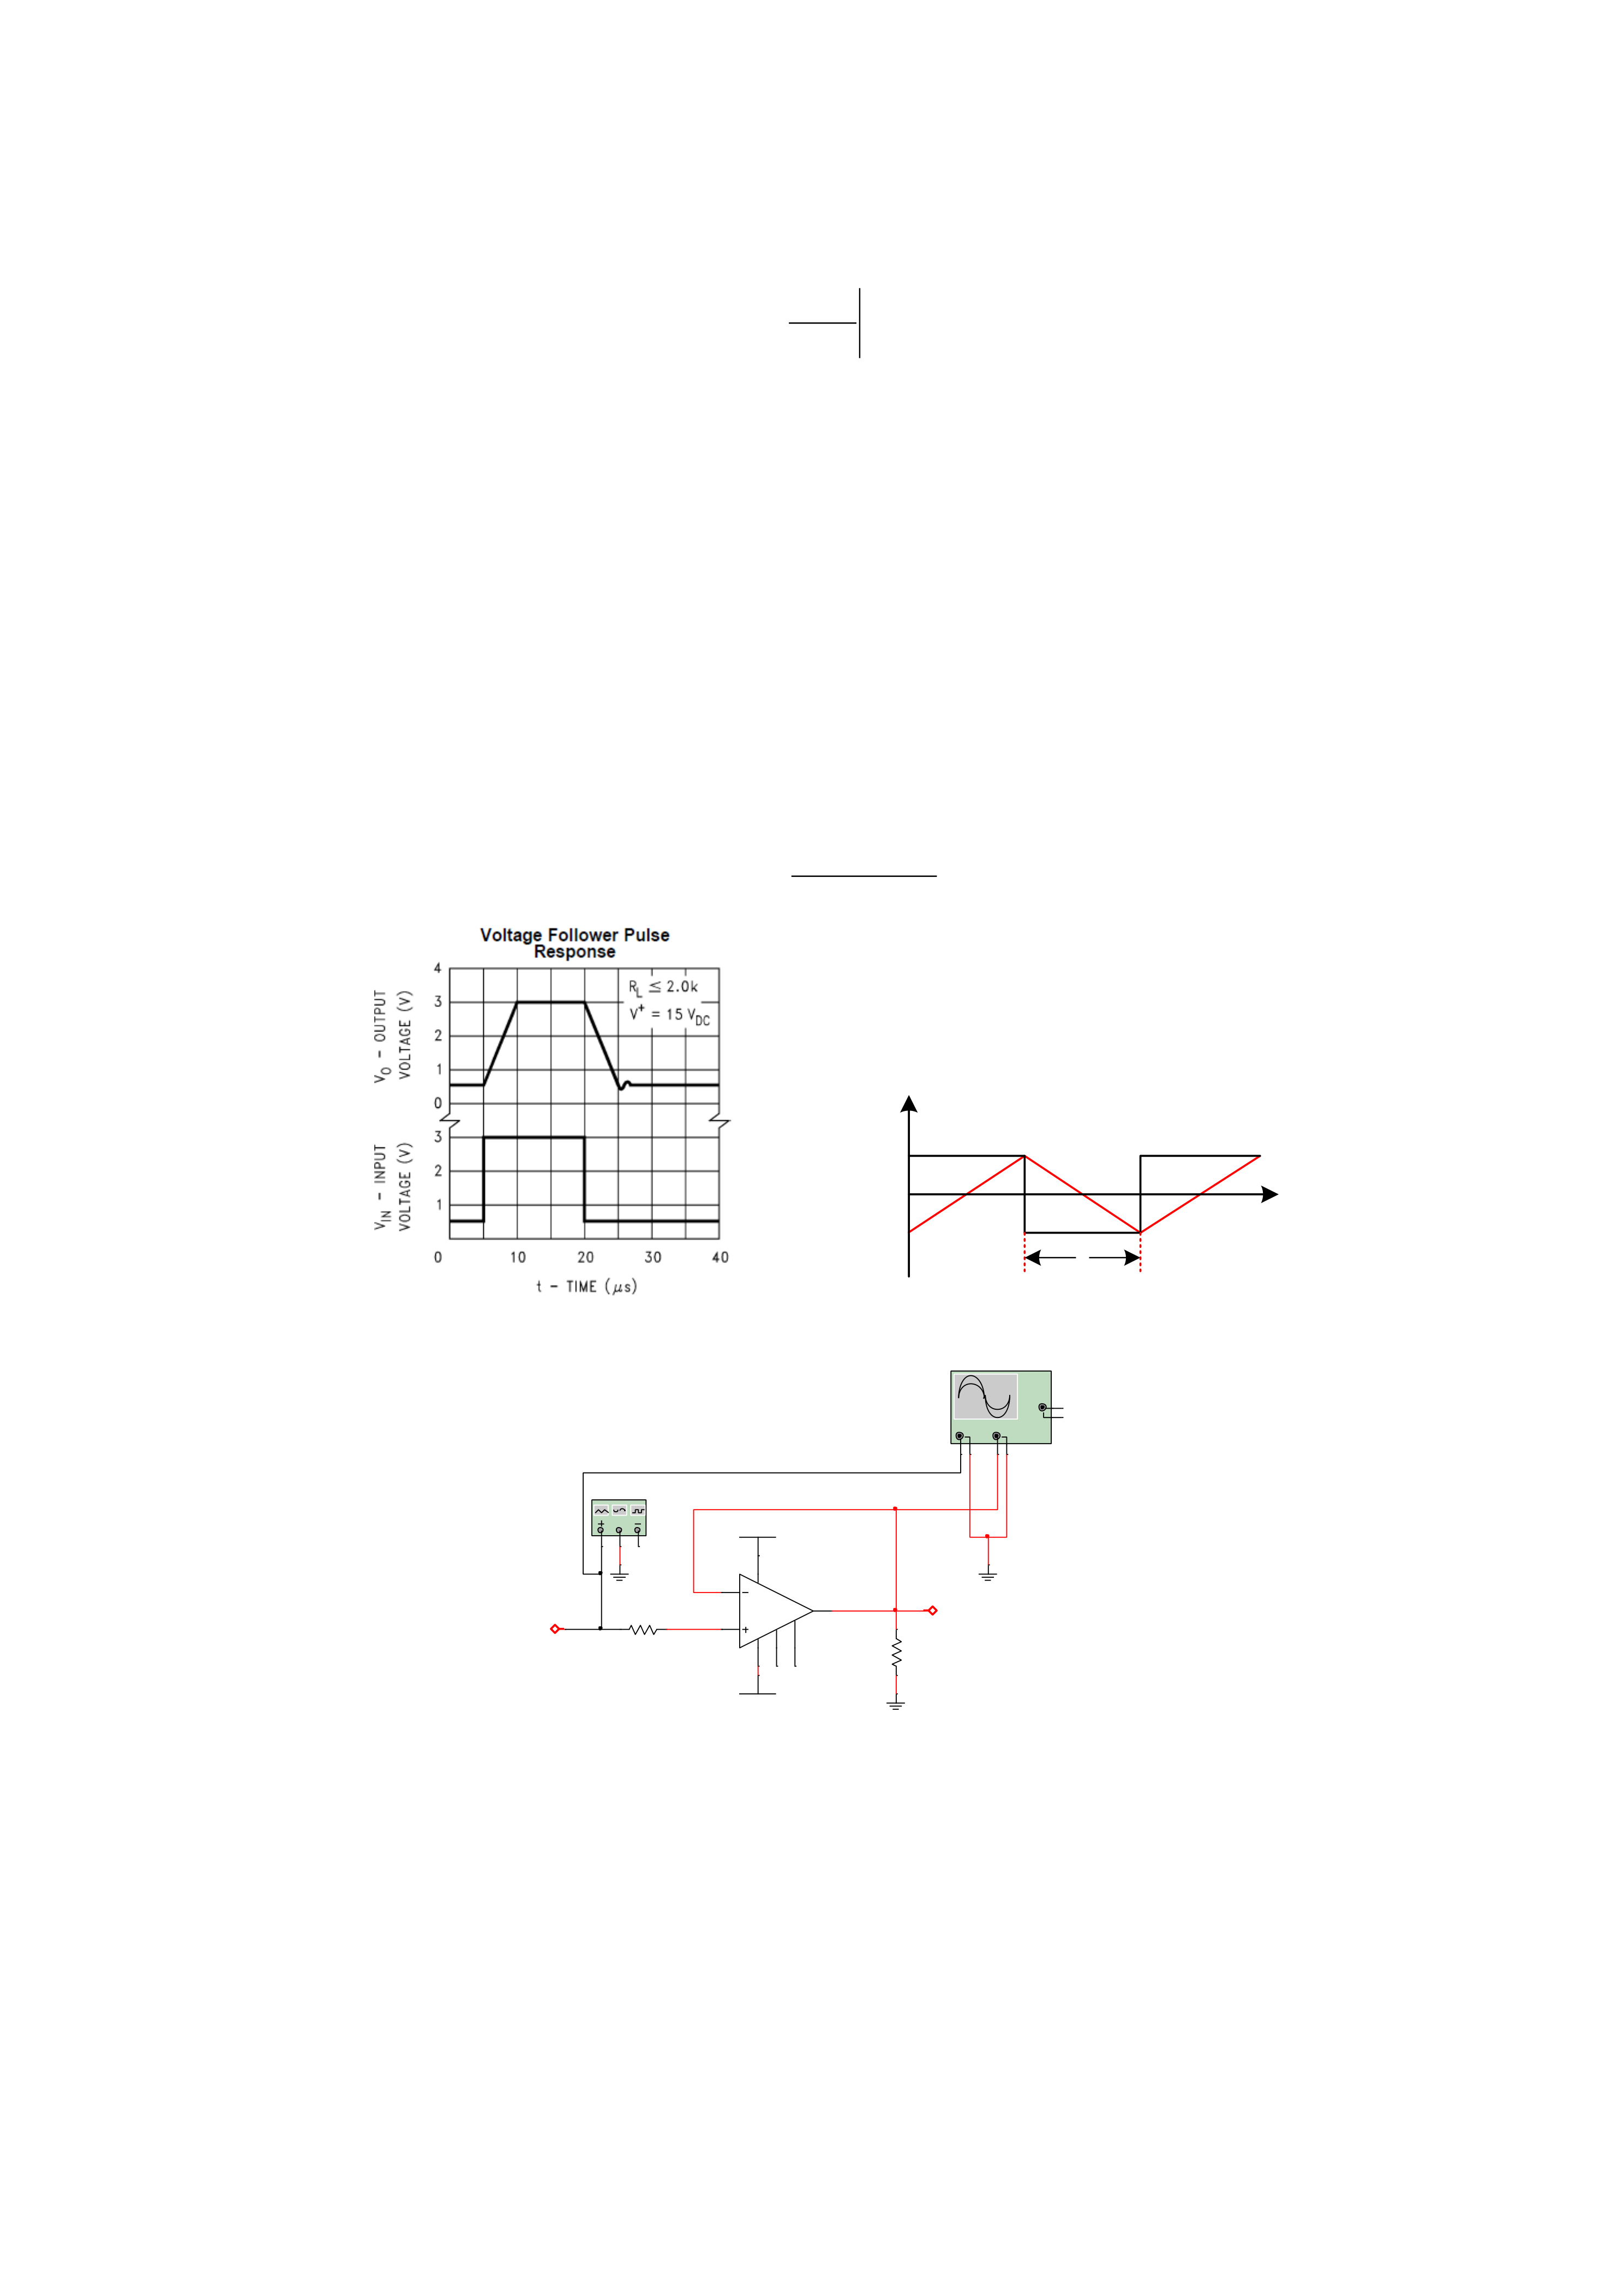 Voltage Follower Pulse
Response
4
3
2
1
0
V_O – OUTPUT
VOLTAGE (V)
R_L ≤ 2.0k
V⁺ = 15 V_DC
3
2
1
V_IN – INPUT
VOLTAGE (V)
0 10 20 30 40
t – TIME (μs)
+ −
−
+